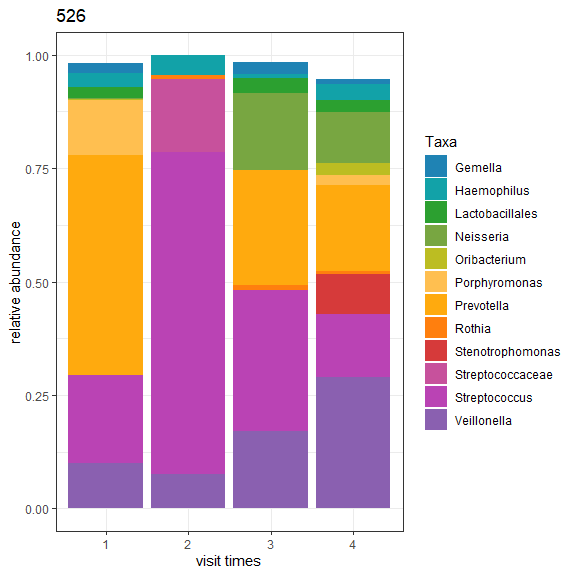 526
relative abundance
1.00
0.75
0.50
0.25
0.00
1 2 3 4
visit times
Taxa
Gemella
Haemophilus
Lactobacillales
Neisseria
Oribacterium
Porphyromonas
Prevotella
Rothia
Stenotrophomonas
Streptococcaceae
Streptococcus
Veillonella